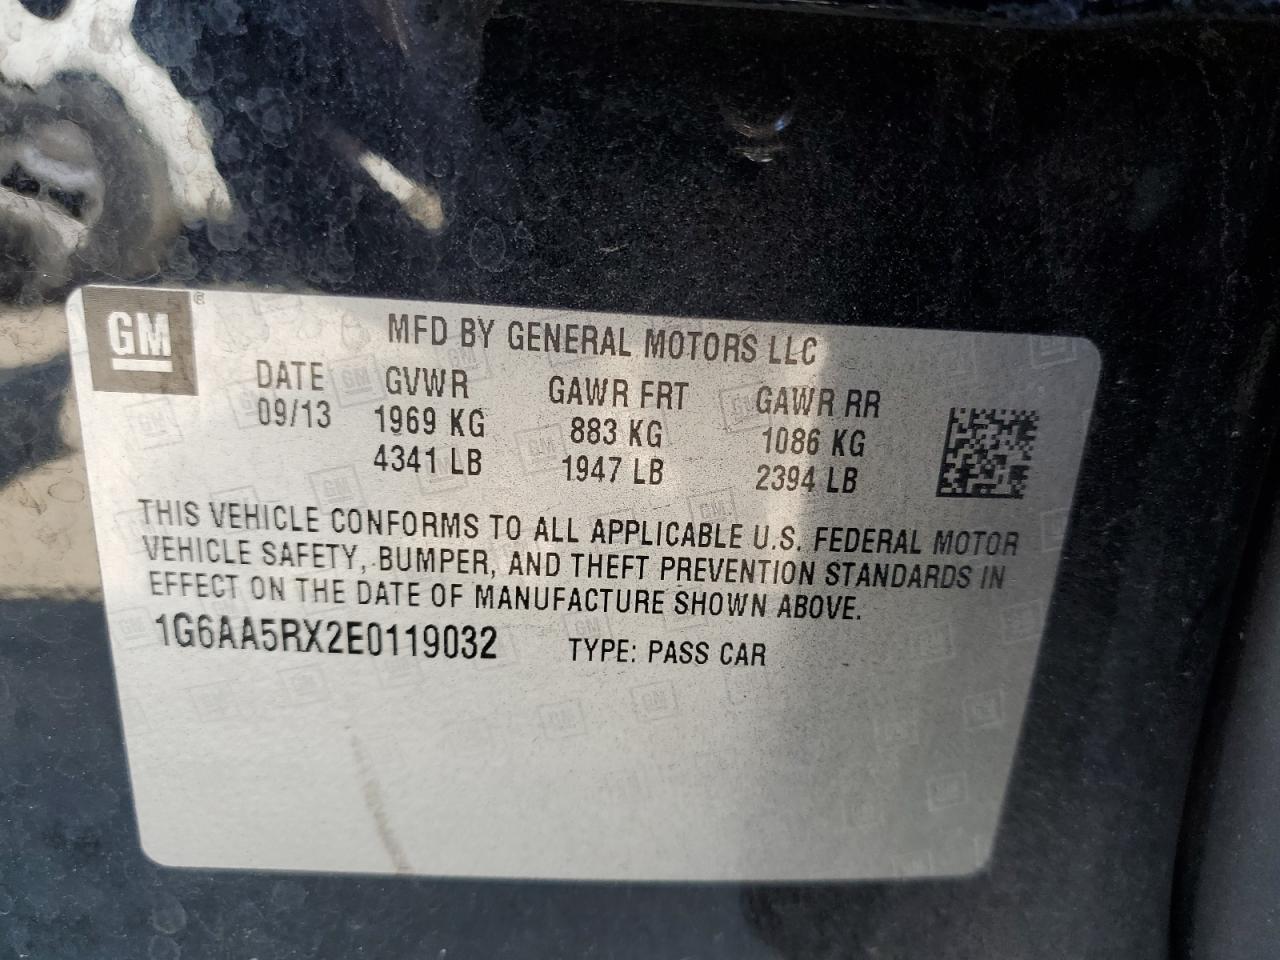 GM ®
MFD BY GENERAL MOTORS LLC
DATE GVWR GAWR FRT GAWR RR
09/13 1969 KG 883 KG 1086 KG
4341 LB 1947 LB 2394 LB
THIS VEHICLE CONFORMS TO ALL APPLICABLE U.S. FEDERAL MOTOR
VEHICLE SAFETY, BUMPER, AND THEFT PREVENTION STANDARDS IN
EFFECT ON THE DATE OF MANUFACTURE SHOWN ABOVE.
1G6AA5RX2E0119032 TYPE: PASS CAR